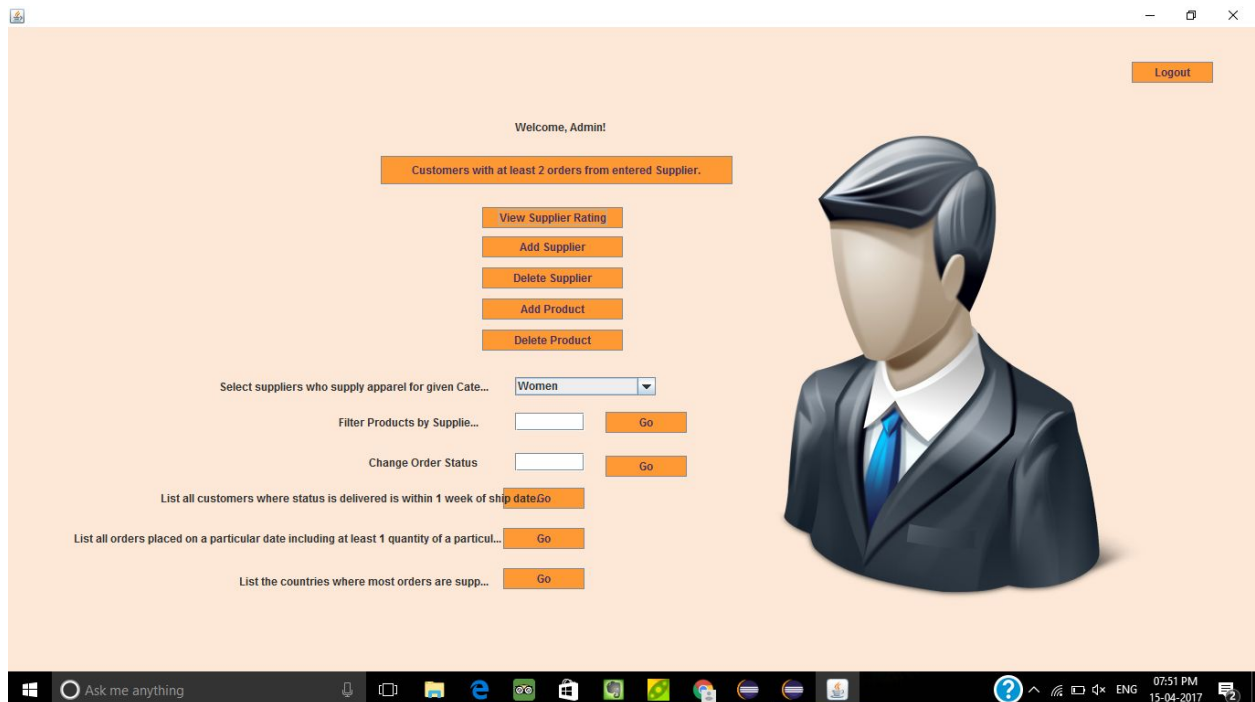 Logout
Welcome, Admin!
Customers with at least 2 orders from entered Supplier.
View Supplier Rating
Add Supplier
Delete Supplier
Add Product
Delete Product
Select suppliers who supply apparel for given Cate... Women
Filter Products by Supplie... Go
Change Order Status Go
List all customers where status is delivered is within 1 week of ship date. Go
List all orders placed on a particular date including at least 1 quantity of a particul... Go
List the countries where most orders are supp... Go
Ask me anything
ENG
07:51 PM
15-04-2017
2